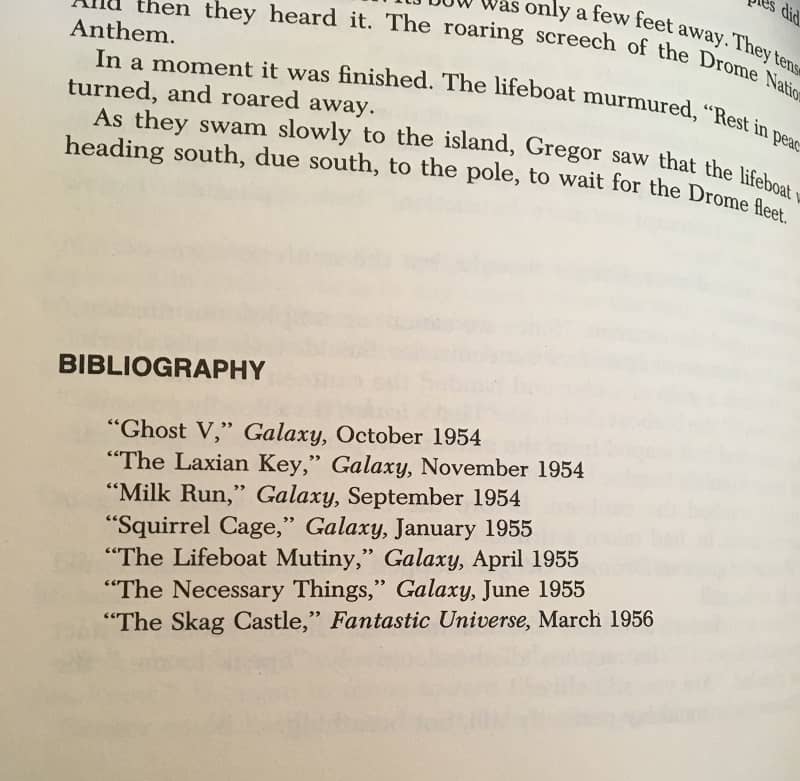 ples did
bow was only a few feet away. They
And then they heard it. The roaring screech of the Drome
Anthem.
In a moment it was finished. The lifeboat murmured, “Rest in
turned, and roared away.
As they swam slowly to the island, Gregor saw that the lifeboat
heading south, due south, to the pole, to wait for the Drome fleet.
BIBLIOGRAPHY
“Ghost V,” Galaxy, October 1954
“The Laxian Key,” Galaxy, November 1954
“Milk Run,” Galaxy, September 1954
“Squirrel Cage,” Galaxy, January 1955
“The Lifeboat Mutiny,” Galaxy, April 1955
“The Necessary Things,” Galaxy, June 1955
“The Skag Castle,” Fantastic Universe, March 1956